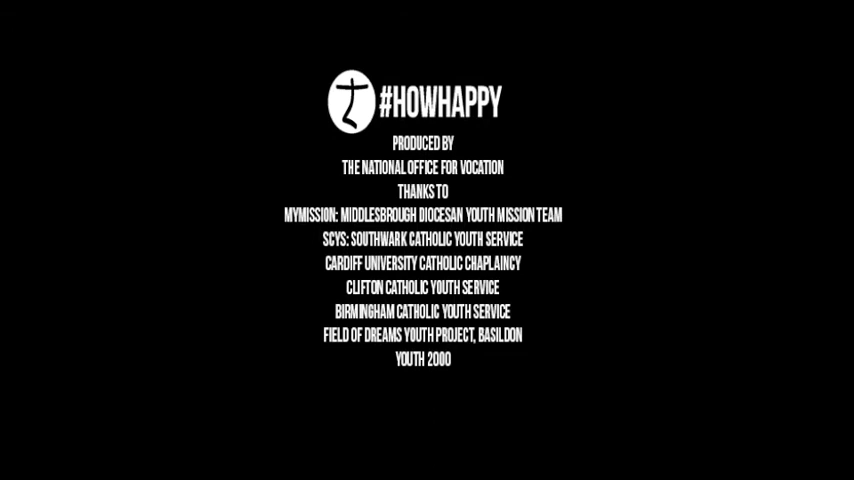 #HOWHAPPY
PRODUCED BY
THE NATIONAL OFFICE FOR VOCATION
THANKS TO
MYMISSION: MIDDLESBROUGH DIOCESAN YOUTH MISSION TEAM
SCYS: SOUTHWARK CATHOLIC YOUTH SERVICE
CARDIFF UNIVERSITY CATHOLIC CHAPLAINCY
CLIFTON CATHOLIC YOUTH SERVICE
BIRMINGHAM CATHOLIC YOUTH SERVICE
FIELD OF DREAMS YOUTH PROJECT, BASILDON
YOUTH 2000